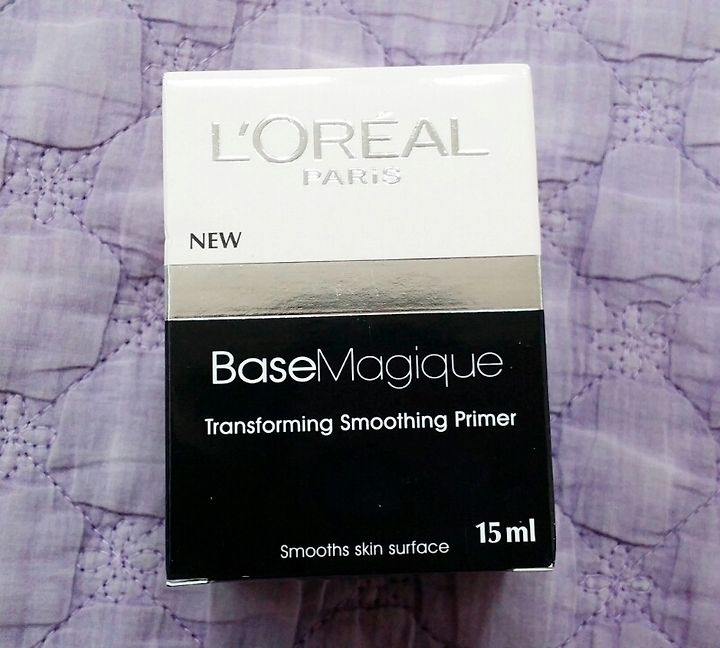 L'ORÉAL
PARiS
NEW
BaseMagique
Transforming Smoothing Primer
15 ml
Smooths skin surface